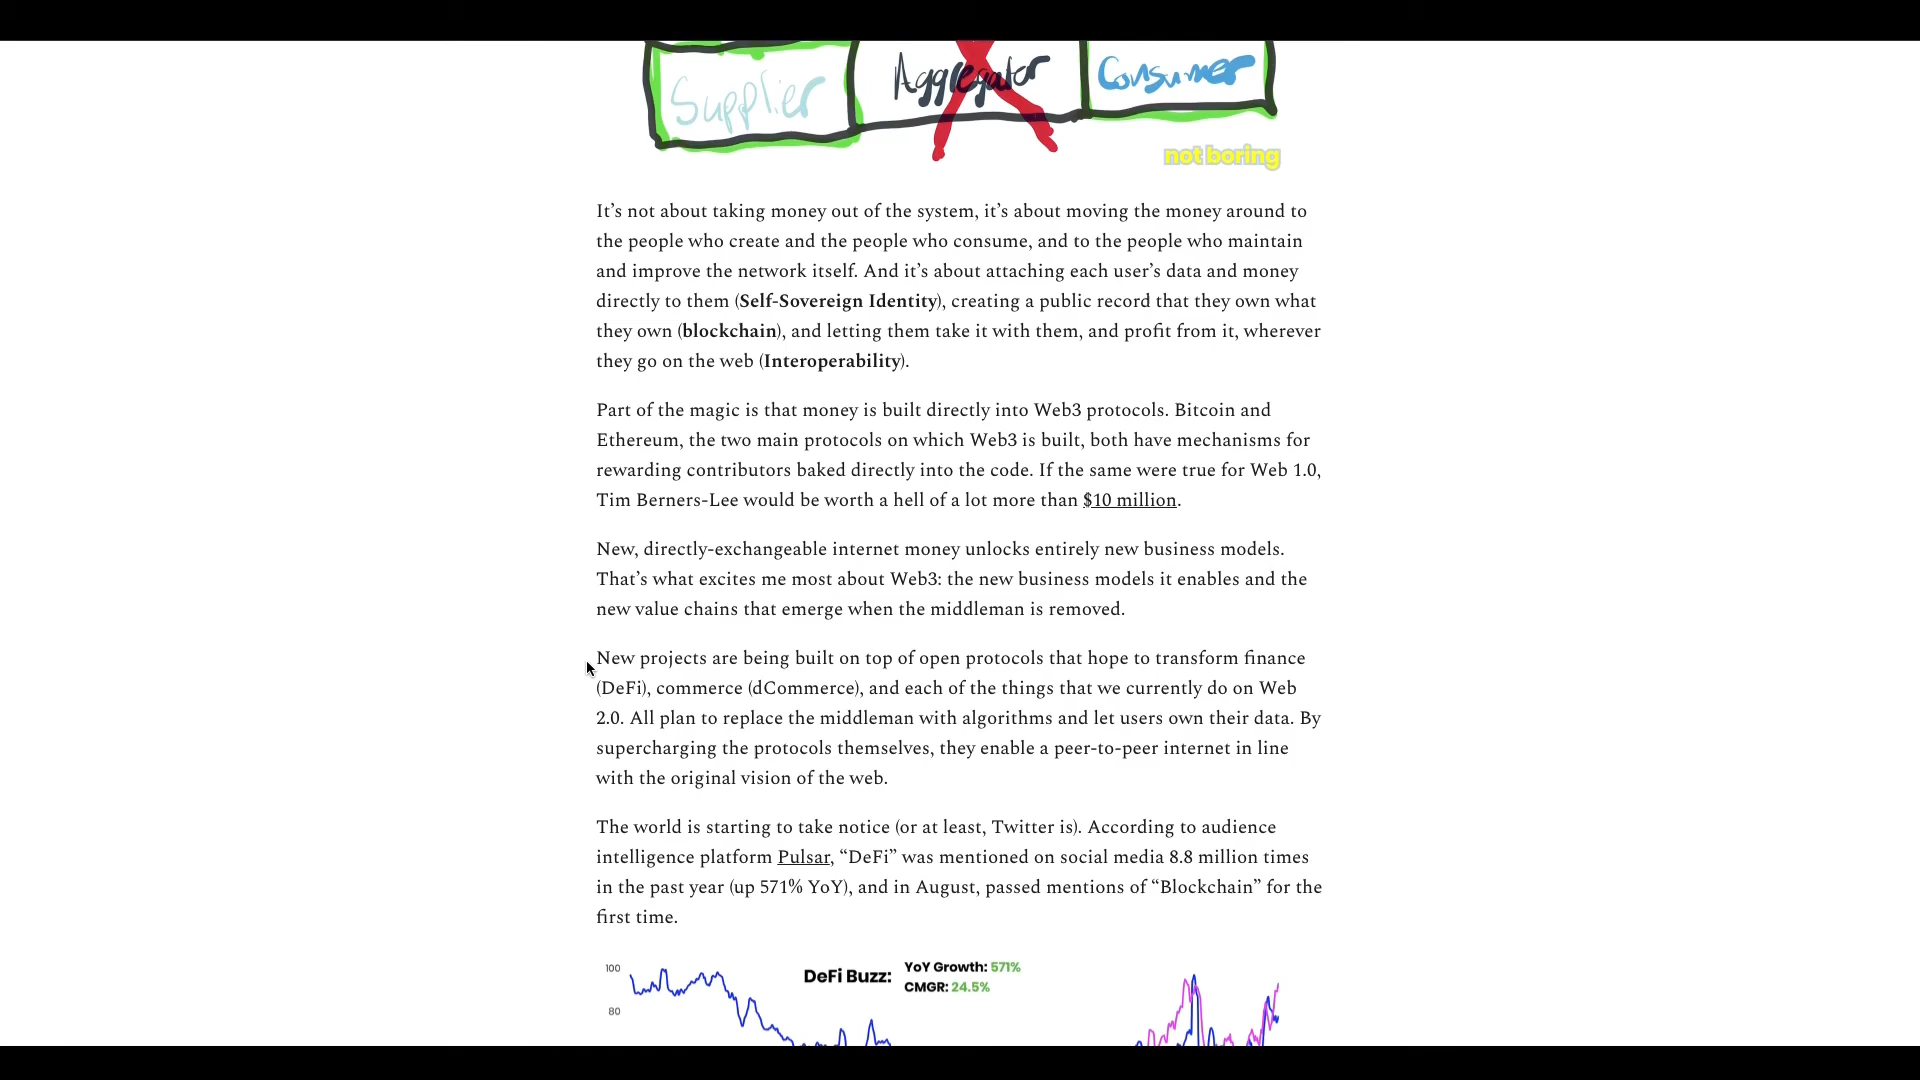 Supplier
Aggregator
Consumer
not boring
It’s not about taking money out of the system, it’s about moving the money around to
the people who create and the people who consume, and to the people who maintain
and improve the network itself. And it’s about attaching each user’s data and money
directly to them (Self-Sovereign Identity), creating a public record that they own what
they own (blockchain), and letting them take it with them, and profit from it, wherever
they go on the web (Interoperability).
Part of the magic is that money is built directly into Web3 protocols. Bitcoin and
Ethereum, the two main protocols on which Web3 is built, both have mechanisms for
rewarding contributors baked directly into the code. If the same were true for Web 1.0,
Tim Berners-Lee would be worth a hell of a lot more than $10 million.
New, directly-exchangeable internet money unlocks entirely new business models.
That’s what excites me most about Web3: the new business models it enables and the
new value chains that emerge when the middleman is removed.
New projects are being built on top of open protocols that hope to transform finance
(DeFi), commerce (dCommerce), and each of the things that we currently do on Web
2.0. All plan to replace the middleman with algorithms and let users own their data. By
supercharging the protocols themselves, they enable a peer-to-peer internet in line
with the original vision of the web.
The world is starting to take notice (or at least, Twitter is). According to audience
intelligence platform Pulsar, “DeFi” was mentioned on social media 8.8 million times
in the past year (up 571% YoY), and in August, passed mentions of “Blockchain” for the
first time.
DeFi Buzz:
YoY Growth: 571%
CMGR: 24.5%
100
80